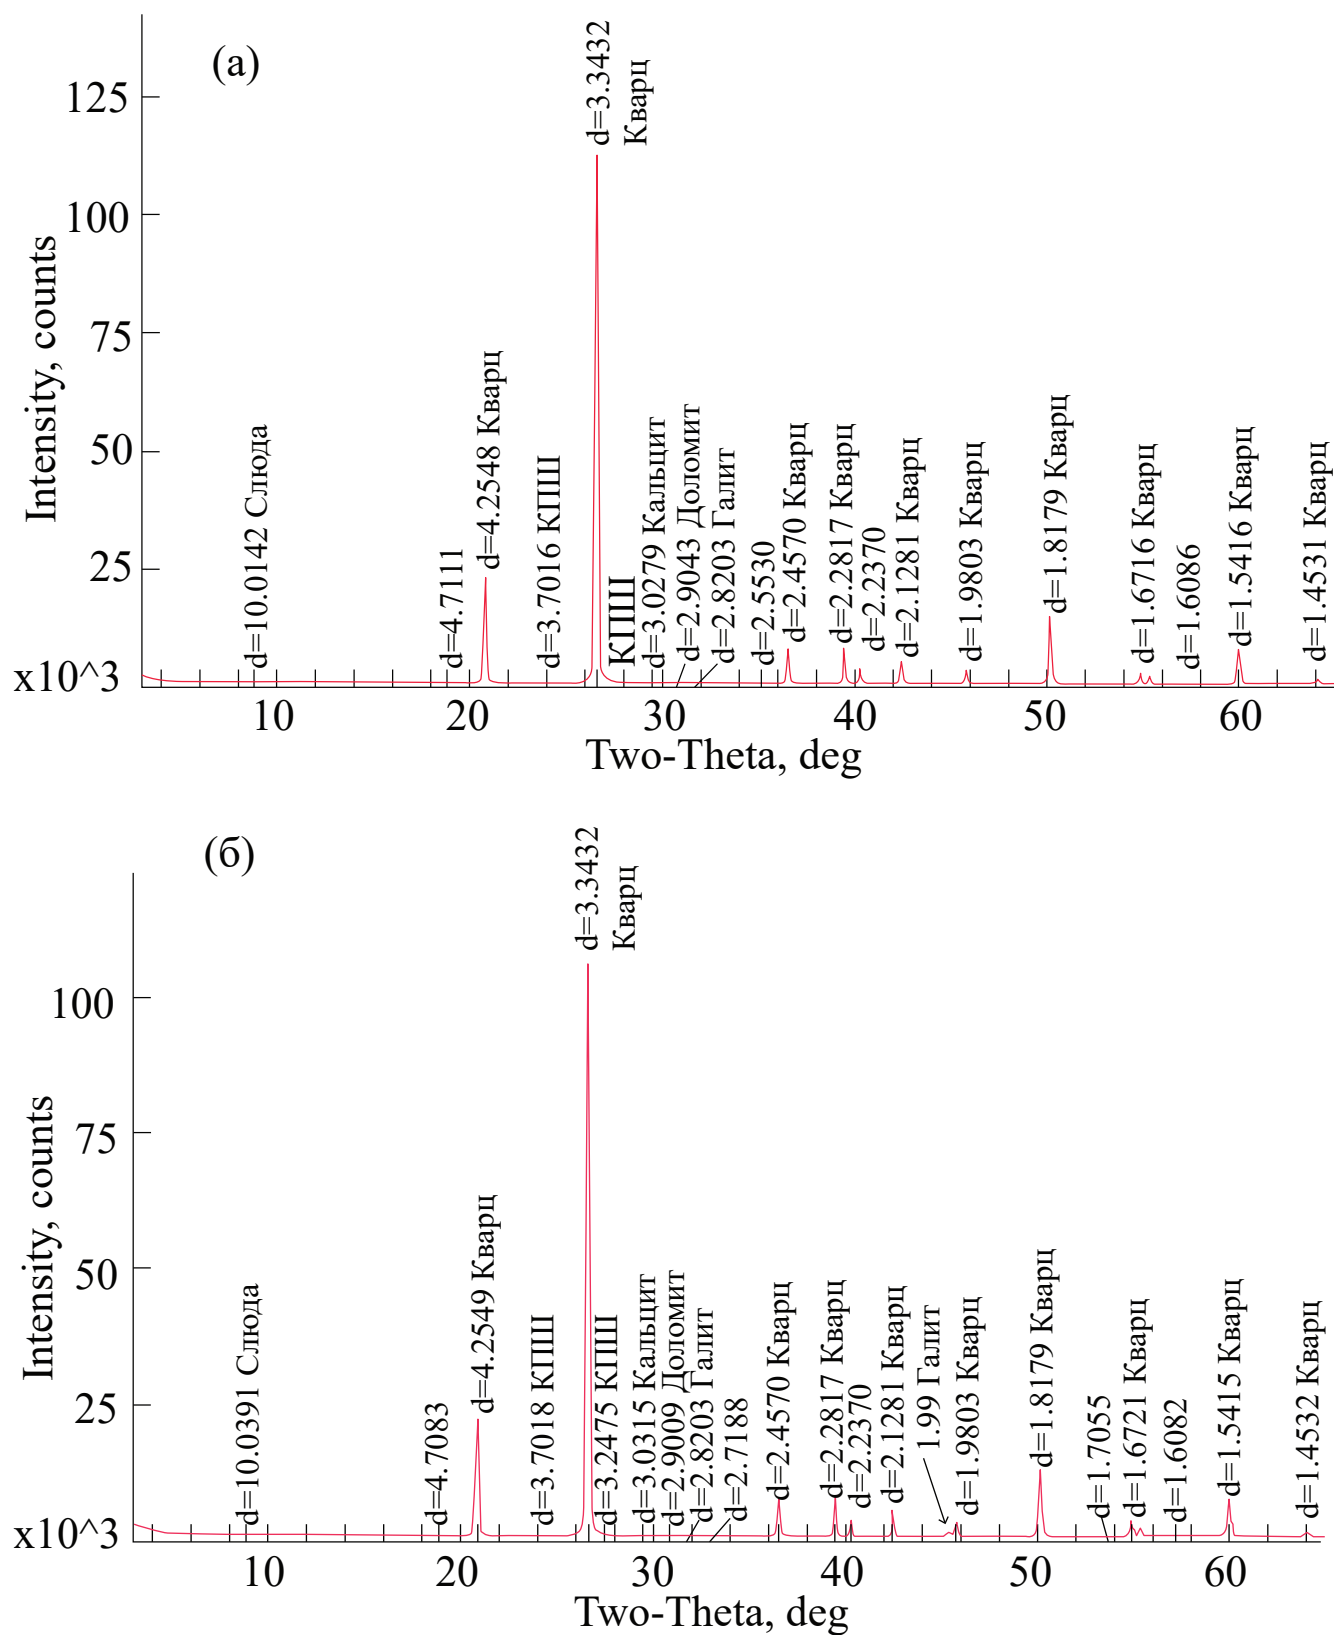 (а)
Intensity, counts
125
100
75
50
25
x10^3
d=10.0142 Слюда
d=4.7111
d=4.2548 Кварц
d=3.7016 КПШ
d=3.3432
Кварц
КПШ
d=3.0279 Кальцит
d=2.9043 Доломит
d=2.8203 Галит
d=2.5530
d=2.4570 Кварц
d=2.2817 Кварц
d=2.2370
d=2.1281 Кварц
d=1.9803 Кварц
d=1.8179 Кварц
d=1.6716 Кварц
d=1.6086
d=1.5416 Кварц
d=1.4531 Кварц
10 20 30 40 50 60
Two-Theta, deg
(б)
Intensity, counts
100
75
50
25
x10^3
d=10.0391 Слюда
d=4.7083
d=4.2549 Кварц
d=3.7018 КПШ
d=3.3432
Кварц
d=3.2475 КПШ
d=3.0315 Кальцит
d=2.9009 Доломит
d=2.8203 Галит
d=2.7188
d=2.4570 Кварц
d=2.2817 Кварц
d=2.2370
d=2.1281 Кварц
1.99 Галит
d=1.9803 Кварц
d=1.8179 Кварц
d=1.7055
d=1.6721 Кварц
d=1.6082
d=1.5415 Кварц
d=1.4532 Кварц
10 20 30 40 50 60
Two-Theta, deg